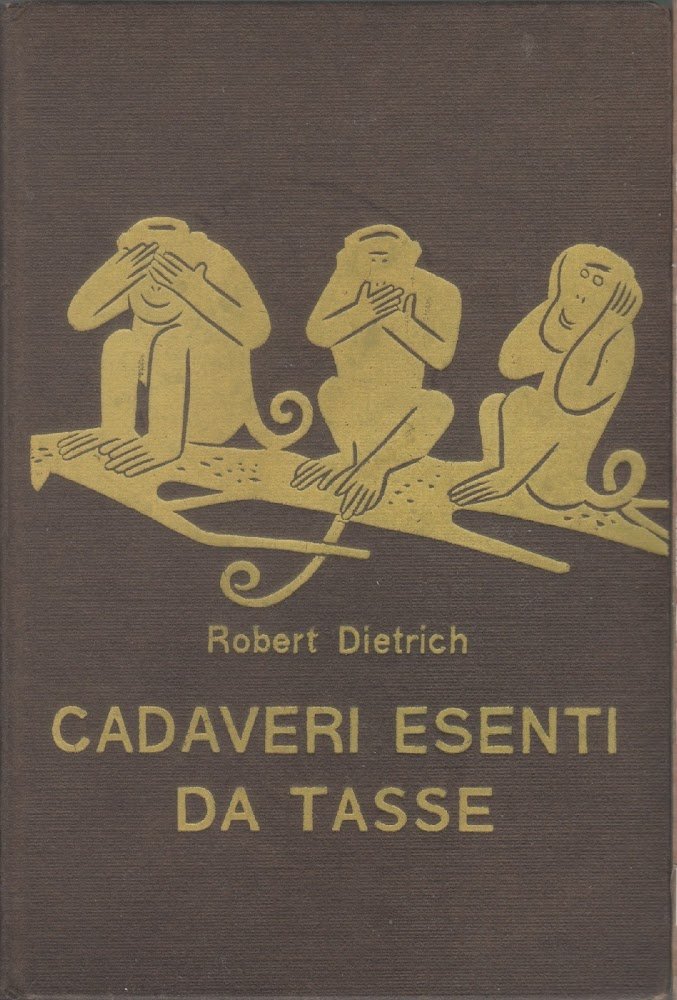 Robert Dietrich
CADAVERI ESENTI
DA TASSE